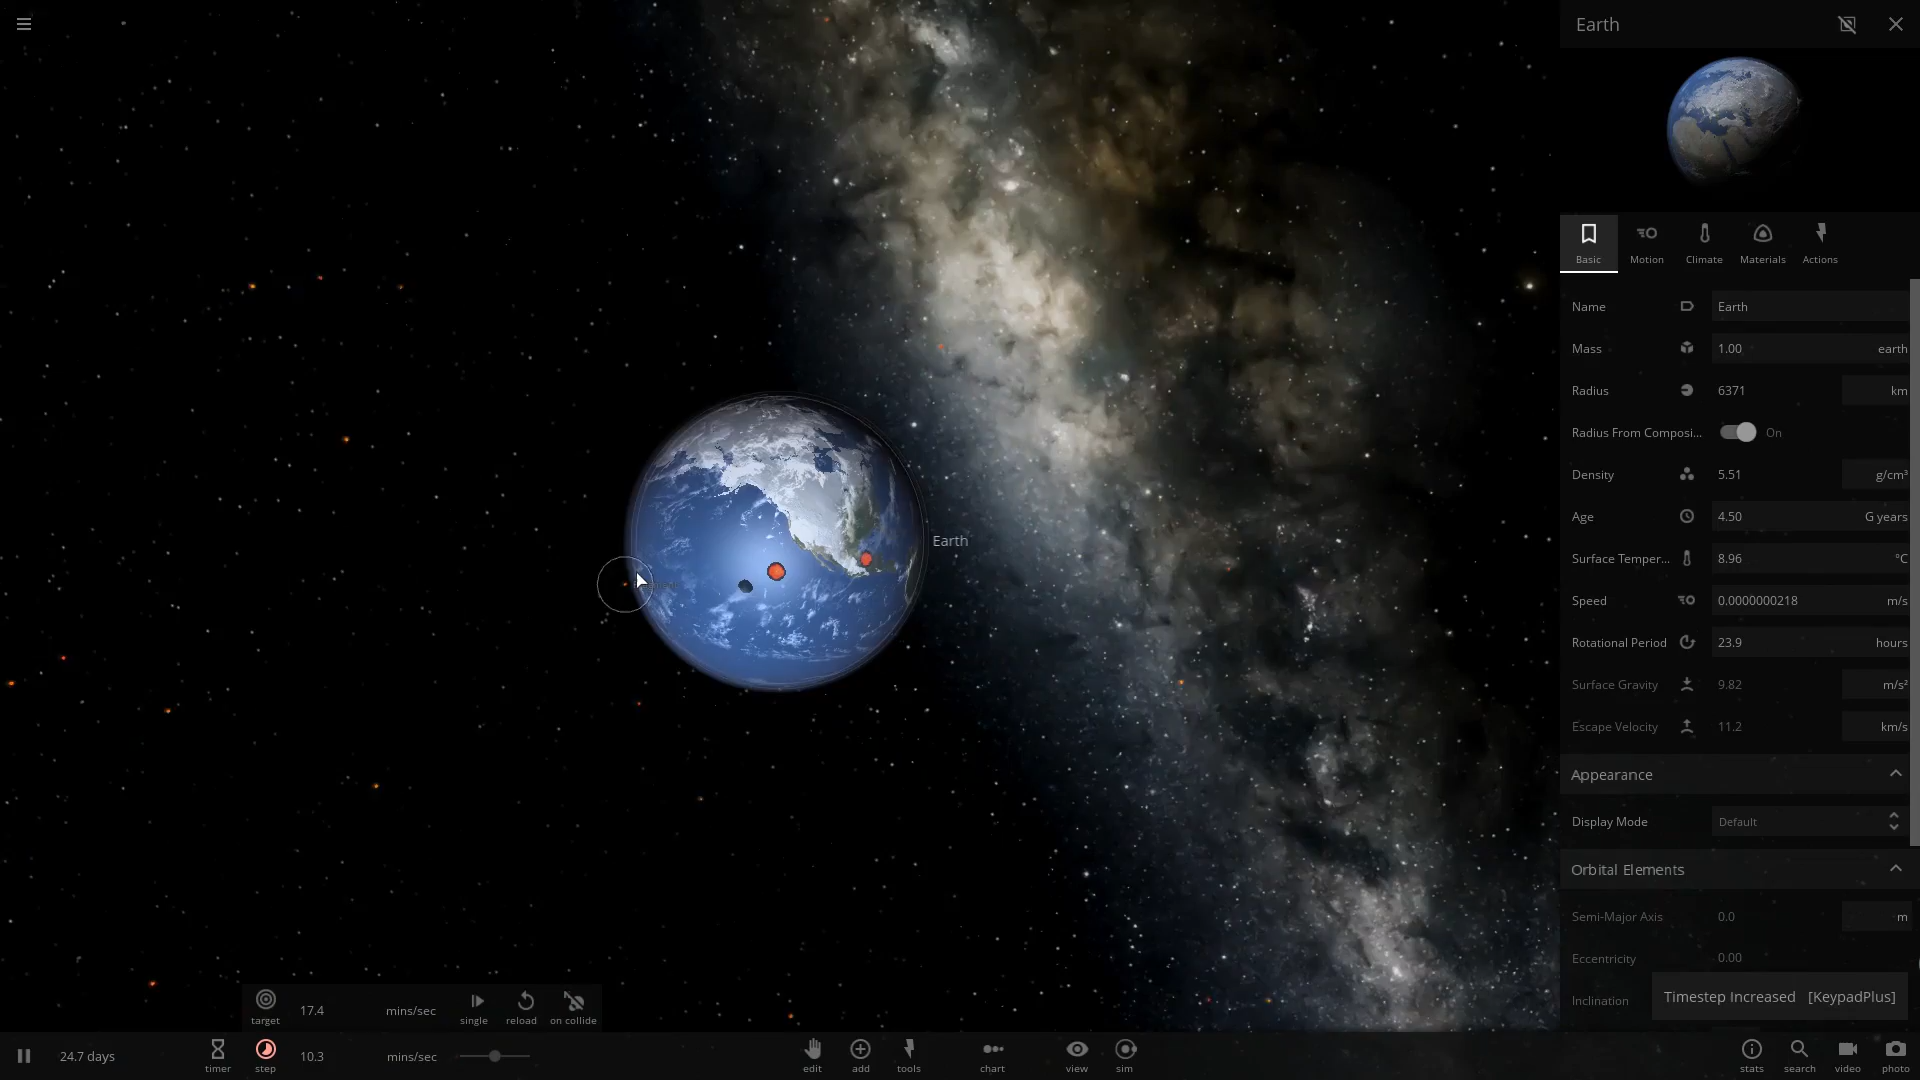 Earth
Basic
Motion
Climate
Materials
Actions
Name Earth
Mass 1.00 earth
Radius 6371 km
Radius From Composi... On
Density 5.51 g/cm³
Age 4.50 G years
Surface Temper... 8.96 °C
Speed 0.0000000218 m/s
Rotational Period 23.9 hours
Surface Gravity 9.82 m/s²
Escape Velocity 11.2 km/s
Appearance
Display Mode Default
Orbital Elements
Semi-Major Axis 0.0 m
Eccentricity 0.00
Inclination
Timestep Increased [KeypadPlus]
Earth
target 17.4 mins/sec single reload on collide
24.7 days timer step 10.3 mins/sec edit add tools chart view sim stats search video photo